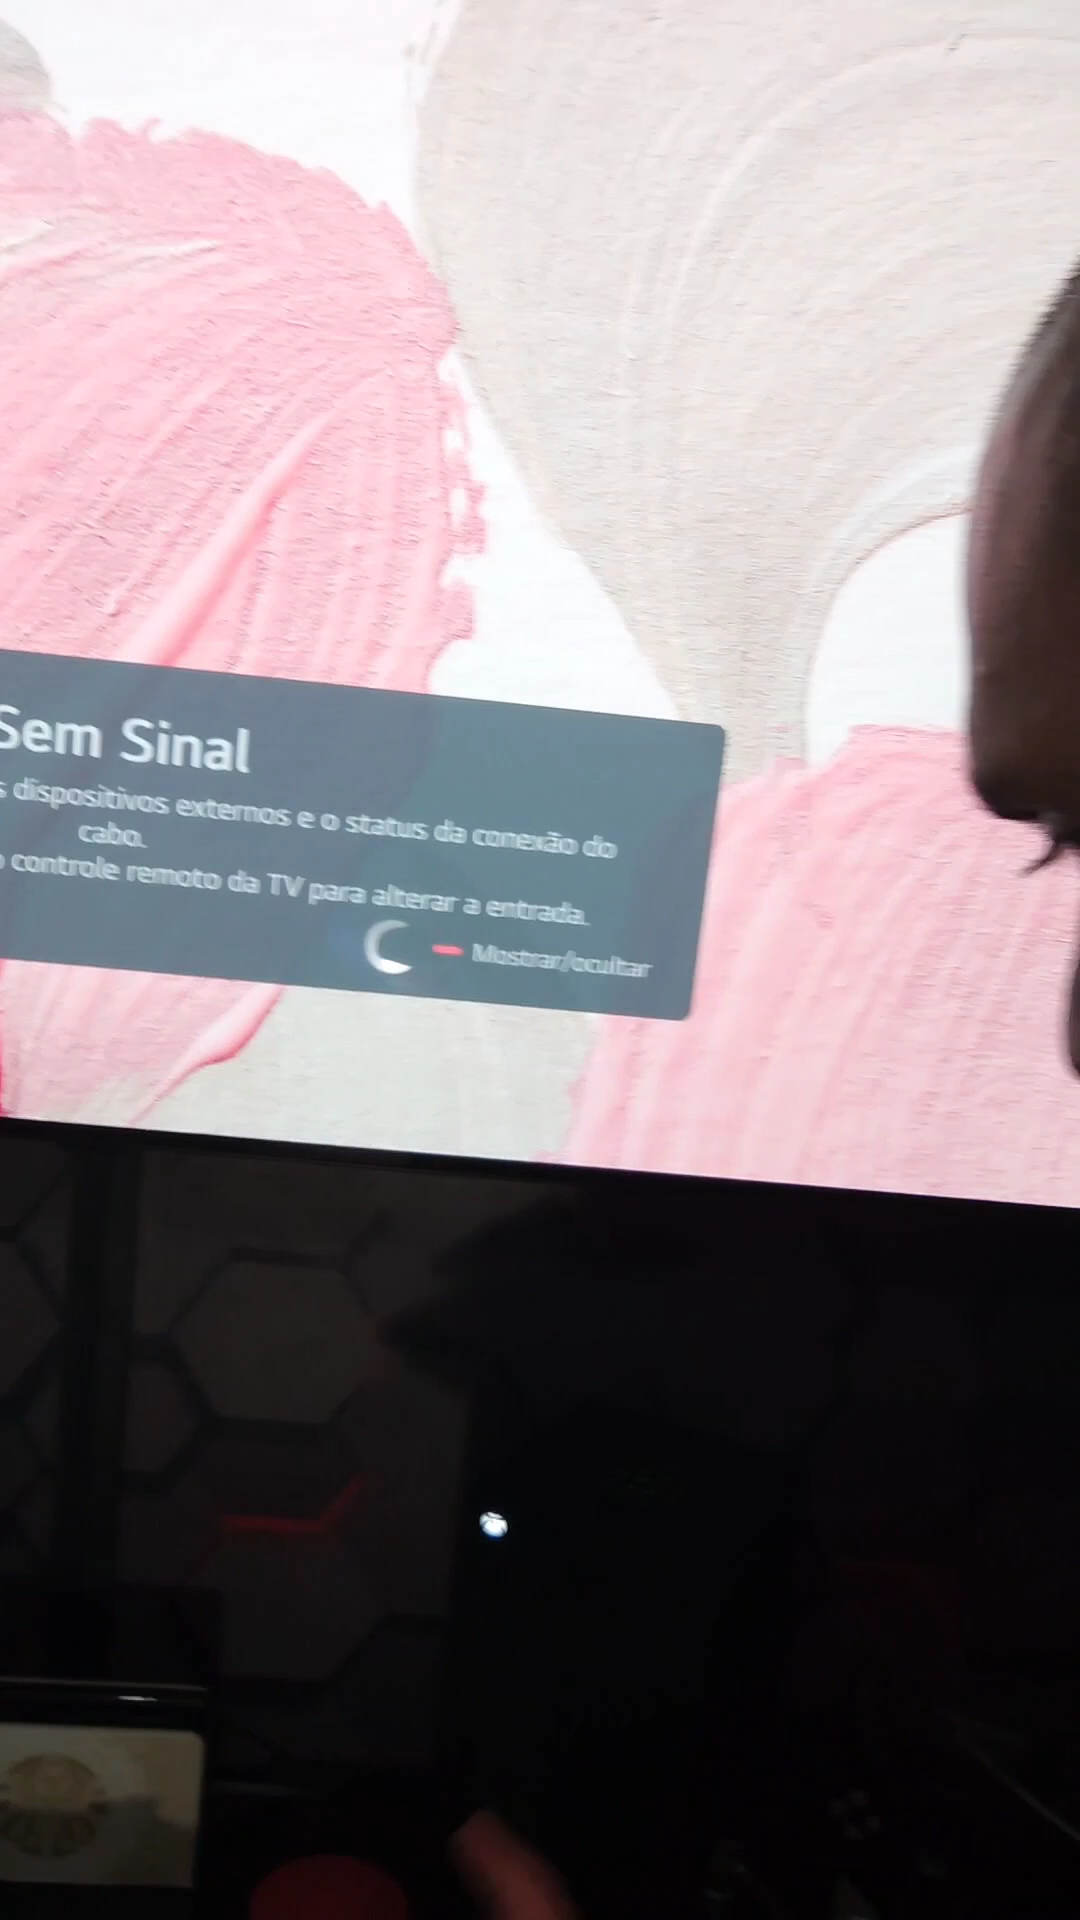 Sem Sinal
dispositivos externos e o status da conexão do
cabo.
controle remoto da TV para alterar a entrada.
Mostrar/ocultar